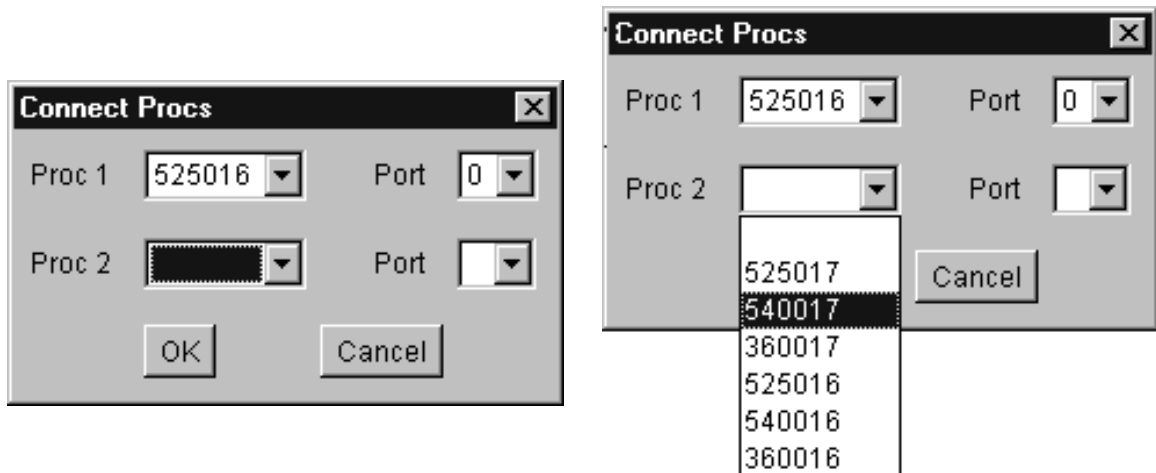 Connect Procs
Proc 1 525016 Port 0
Proc 2 Port
OK Cancel
Connect Procs
Proc 1 525016 Port 0
Proc 2 Port
525017
Cancel
540017
360017
525016
540016
360016